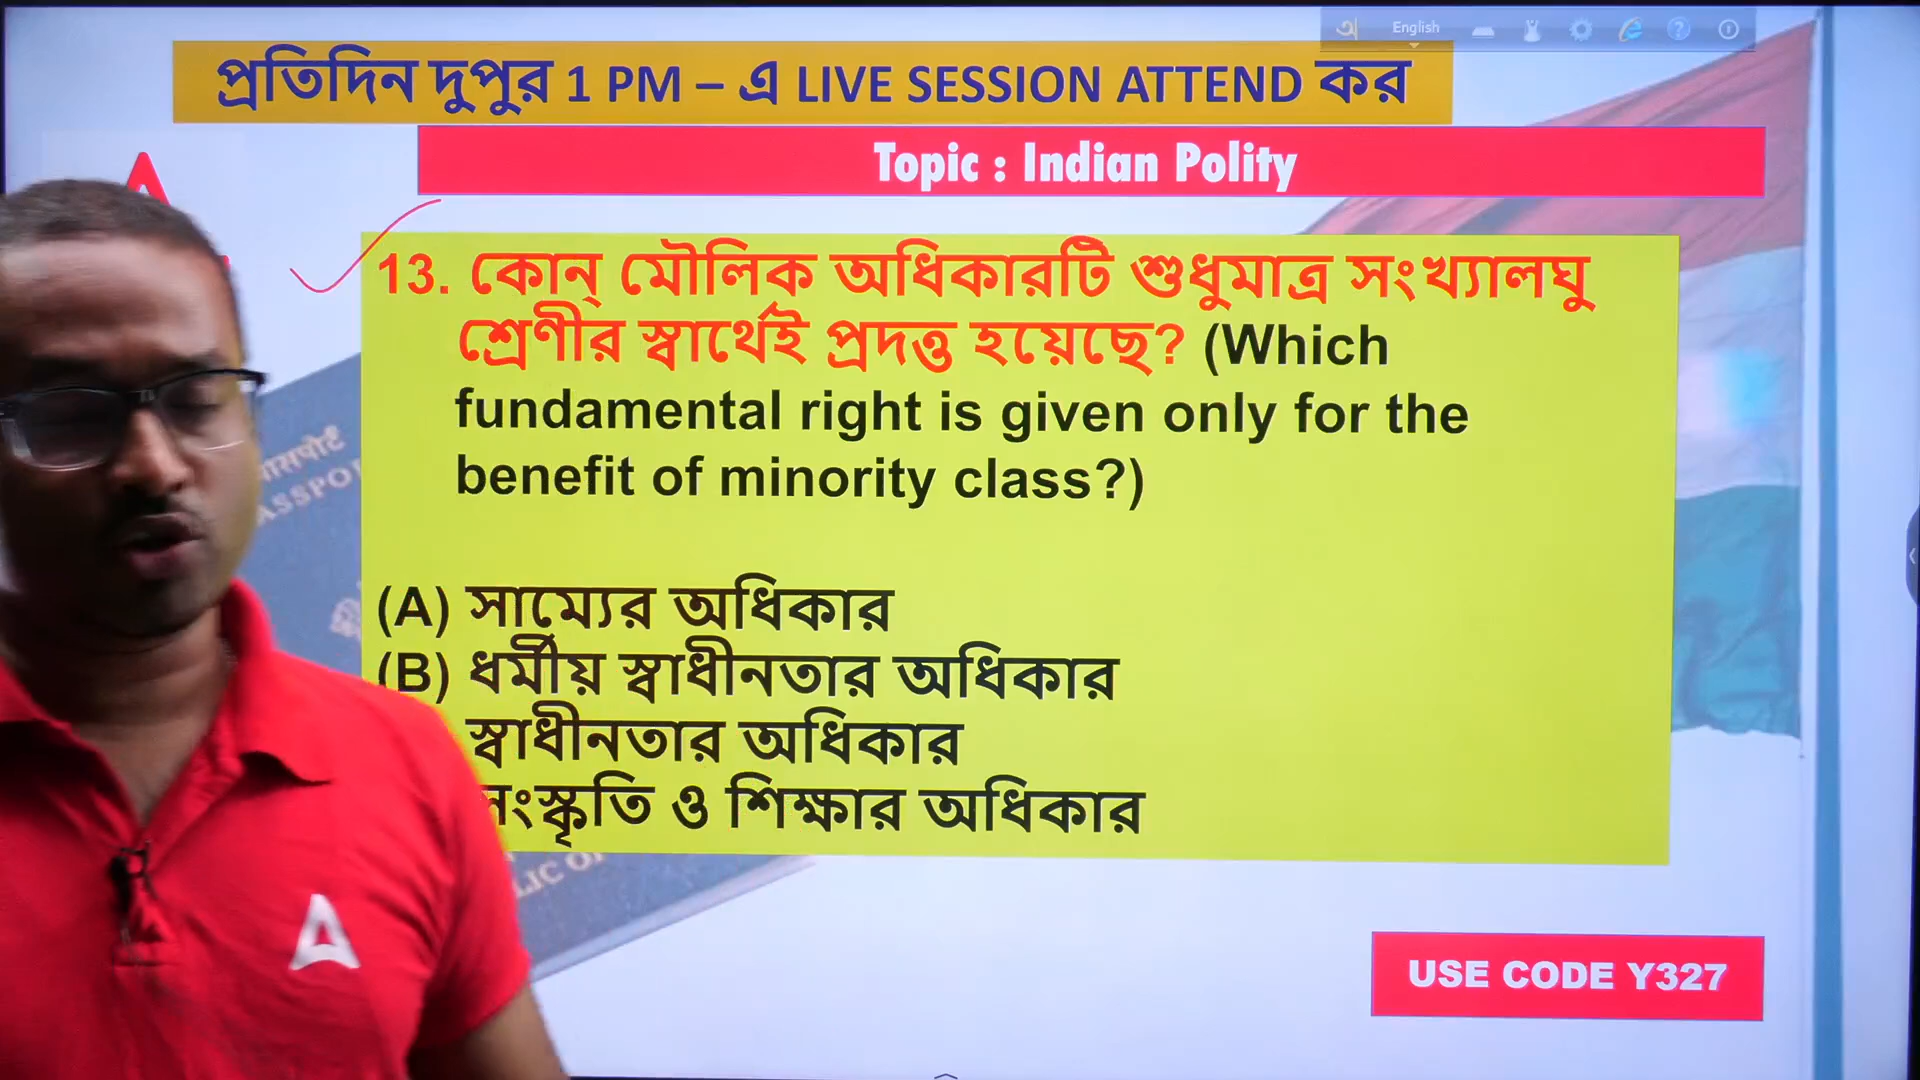 English
প্রতিদিন দুপুর 1 PM – এ LIVE SESSION ATTEND কর
Topic : Indian Polity
13. কোন্ মৌলিক অধিকারটি শুধুমাত্র সংখ্যালঘু
শ্রেণীর স্বার্থেই প্রদত্ত হয়েছে? (Which
fundamental right is given only for the
benefit of minority class?)
(A) সাম্যের অধিকার
(B) ধর্মীয় স্বাধীনতার অধিকার
স্বাধীনতার অধিকার
ও শিক্ষার অধিকার
USE CODE Y327